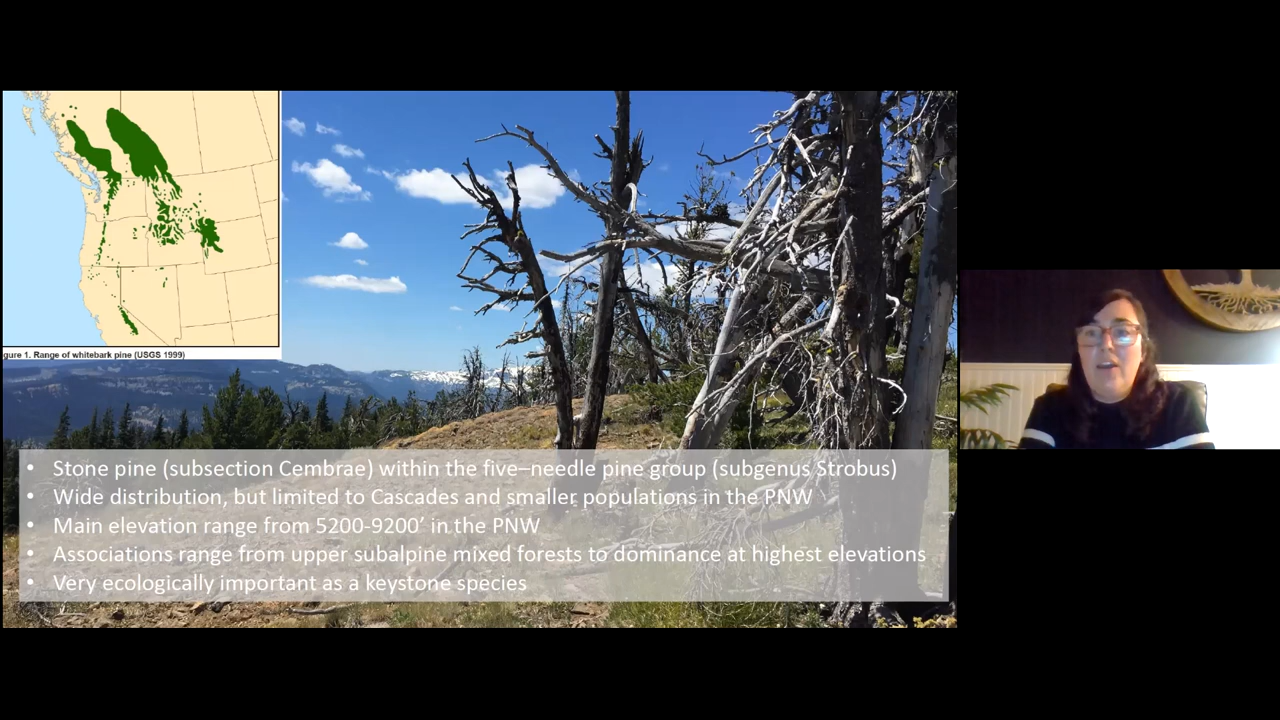 gure 1. Range of whitebark pine (USGS 1999)
• Stone pine (subsection Cembrae) within the five–needle pine group (subgenus Strobus)
• Wide distribution, but limited to Cascades and smaller populations in the PNW
• Main elevation range from 5200-9200’ in the PNW
• Associations range from upper subalpine mixed forests to dominance at highest elevations
• Very ecologically important as a keystone species